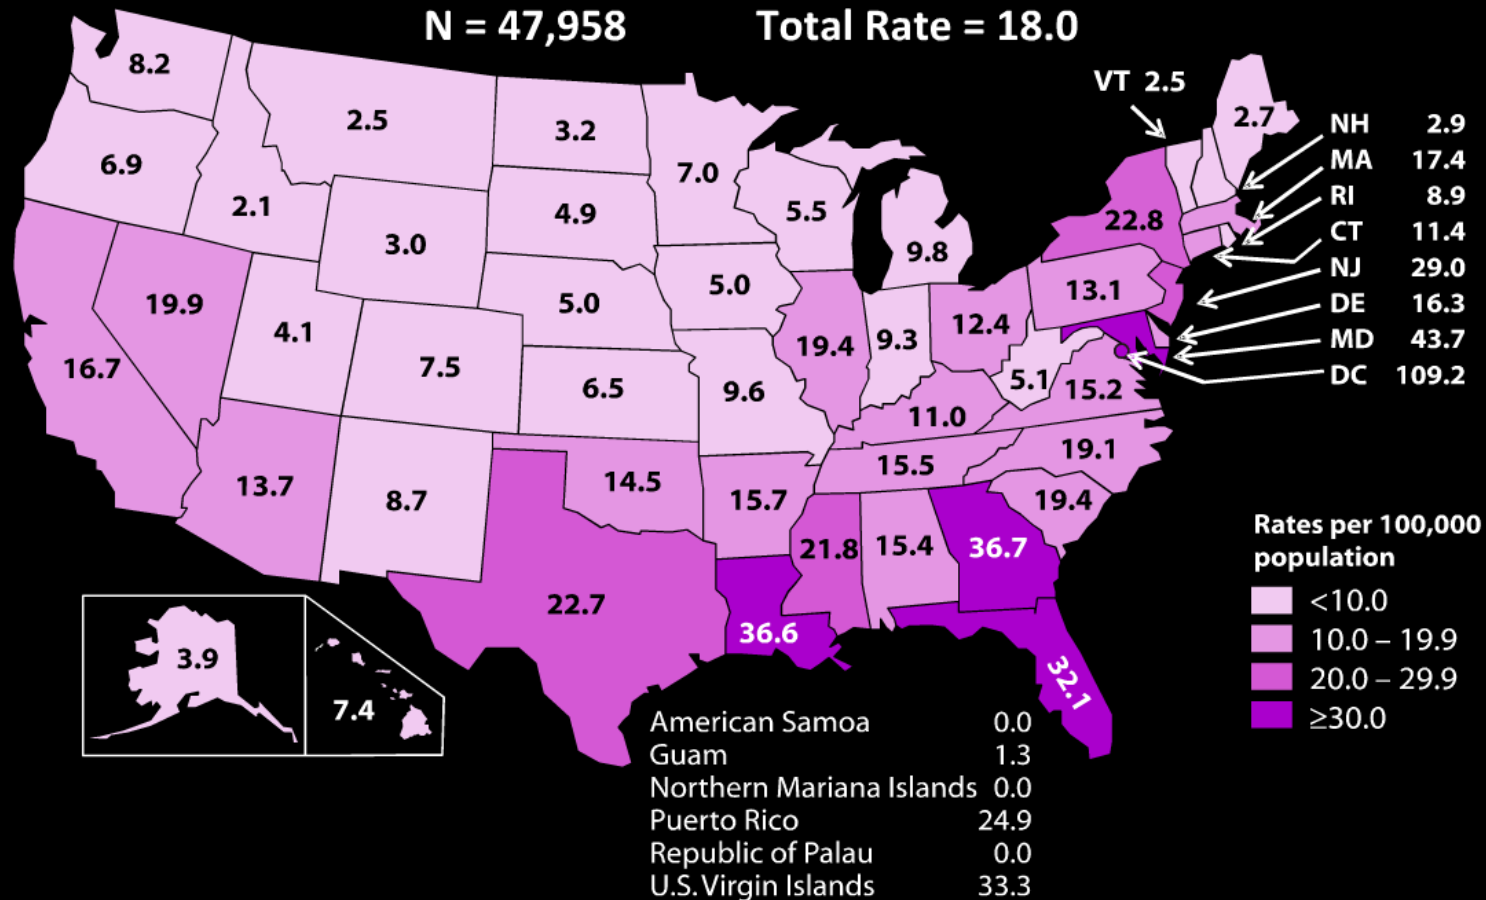 N = 47,958 Total Rate = 18.0
8.2
2.5
3.2
7.0
VT 2.5
2.7
NH 2.9
MA 17.4
RI 8.9
CT 11.4
NJ 29.0
DE 16.3
MD 43.7
DC 109.2
6.9
2.1
3.0
4.9
5.5
9.8
22.8
19.9
4.1
5.0
5.0
13.1
16.7
7.5
6.5
9.6
19.4
9.3
12.4
5.1
15.2
11.0
19.1
13.7
8.7
14.5
15.7
15.5
19.4
21.8
15.4
36.7
22.7
36.6
32.1
3.9
7.4
Rates per 100,000
population
<10.0
10.0 – 19.9
20.0 – 29.9
≥30.0
American Samoa 0.0
Guam 1.3
Northern Mariana Islands 0.0
Puerto Rico 24.9
Republic of Palau 0.0
U.S. Virgin Islands 33.3